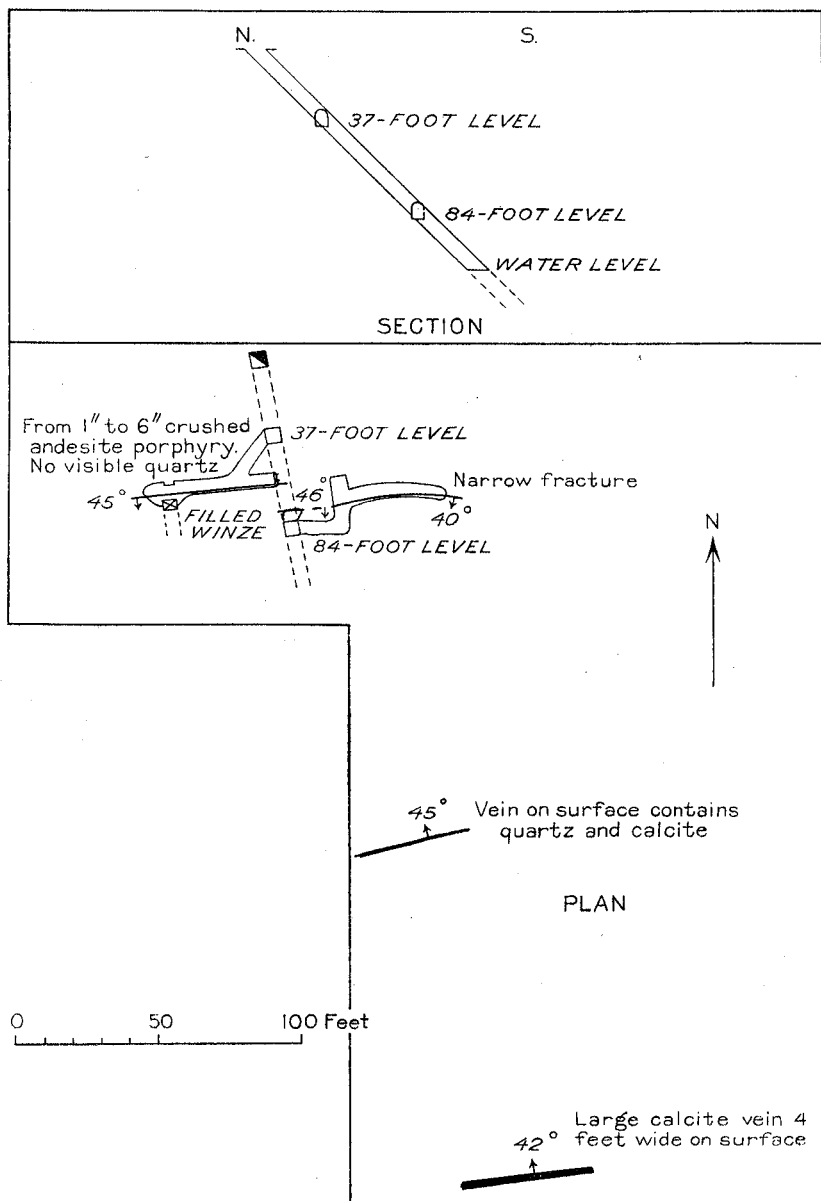 N. S.
37-FOOT LEVEL
84-FOOT LEVEL
WATER LEVEL
SECTION
From 1" to 6" crushed
andesite porphyry.
No visible quartz
37-FOOT LEVEL
45°
FILLED
WINZE
46°
Narrow fracture
40°
84-FOOT LEVEL
N
45°
Vein on surface contains
quartz and calcite
PLAN
0 50 100 Feet
Large calcite vein 4
feet wide on surface
42°